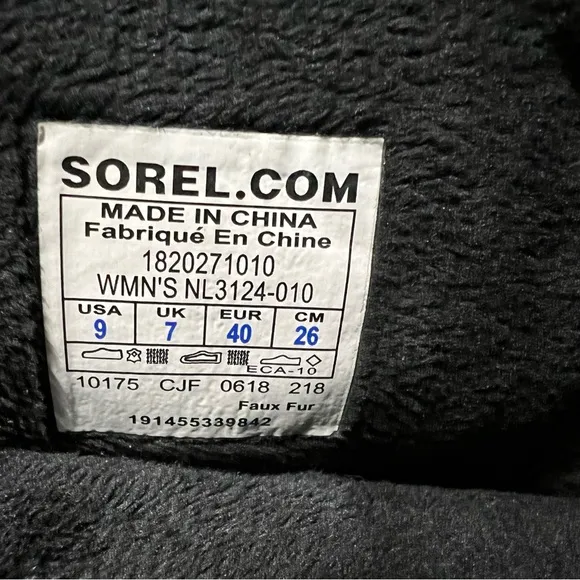 SOREL.COM
MADE IN CHINA
Fabriqué En Chine
1820271010
WMN'S NL3124-010
USA UK EUR CM
9 7 40 26
ECA-10
10175 CJF 0618 218
Faux Fur
191455339842